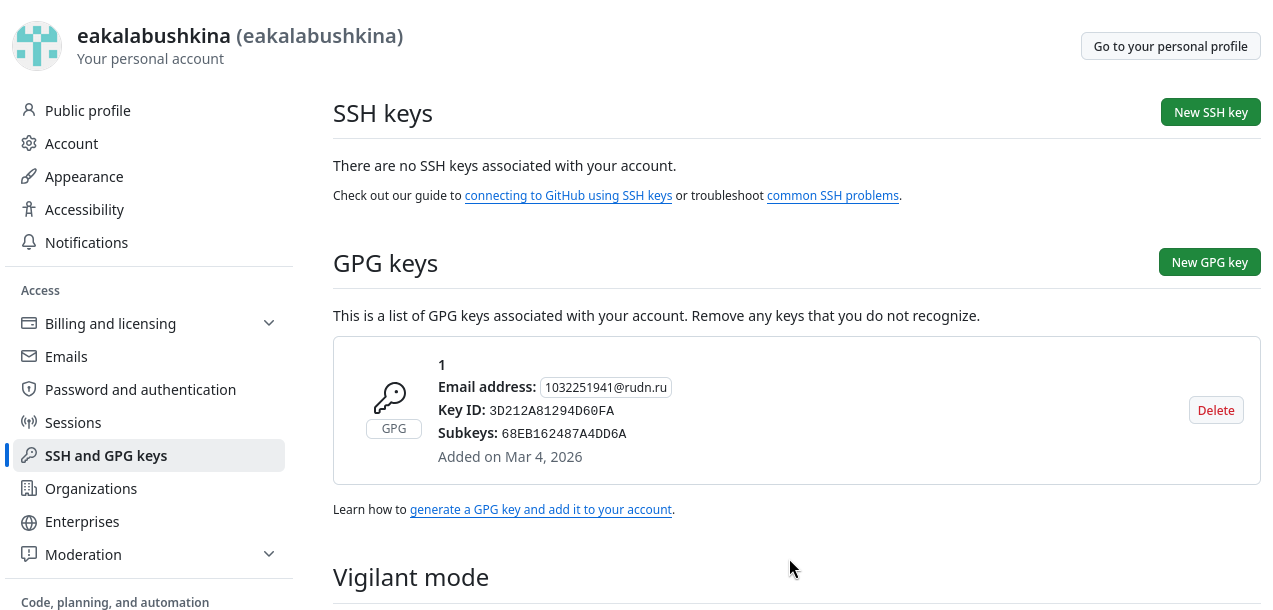 eakalabushkina (eakalabushkina)
Your personal account
Go to your personal profile
Public profile
Account
Appearance
Accessibility
Notifications
Access
Billing and licensing
Emails
Password and authentication
Sessions
SSH and GPG keys
Organizations
Enterprises
Moderation
Code, planning, and automation
SSH keys
New SSH key
There are no SSH keys associated with your account.
Check out our guide to connecting to GitHub using SSH keys or troubleshoot common SSH problems.
GPG keys
New GPG key
This is a list of GPG keys associated with your account. Remove any keys that you do not recognize.
GPG
1
Email address: 1032251941@rudn.ru
Key ID: 3D212A81294D60FA
Subkeys: 68EB162487A4DD6A
Added on Mar 4, 2026
Delete
Learn how to generate a GPG key and add it to your account.
Vigilant mode